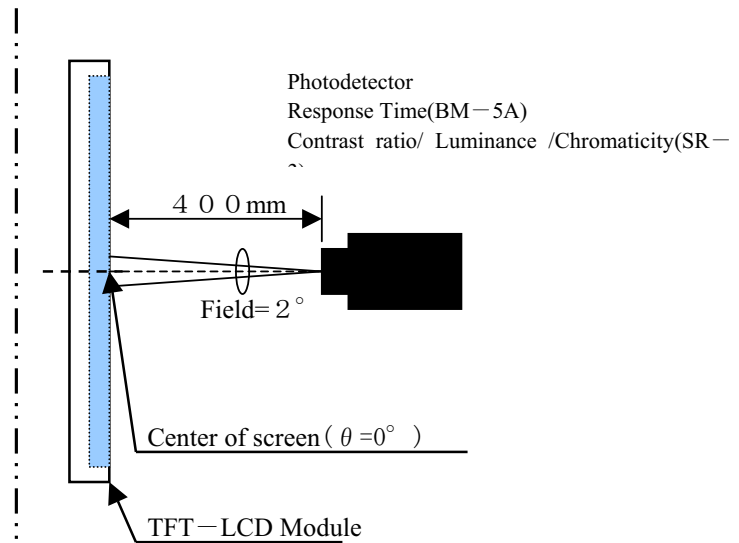 Photodetector
Response Time(BM－5A)
Contrast ratio/ Luminance /Chromaticity(SR－
４００mm
Field=２°
Center of screen（θ=0°）
TFT－LCD Module